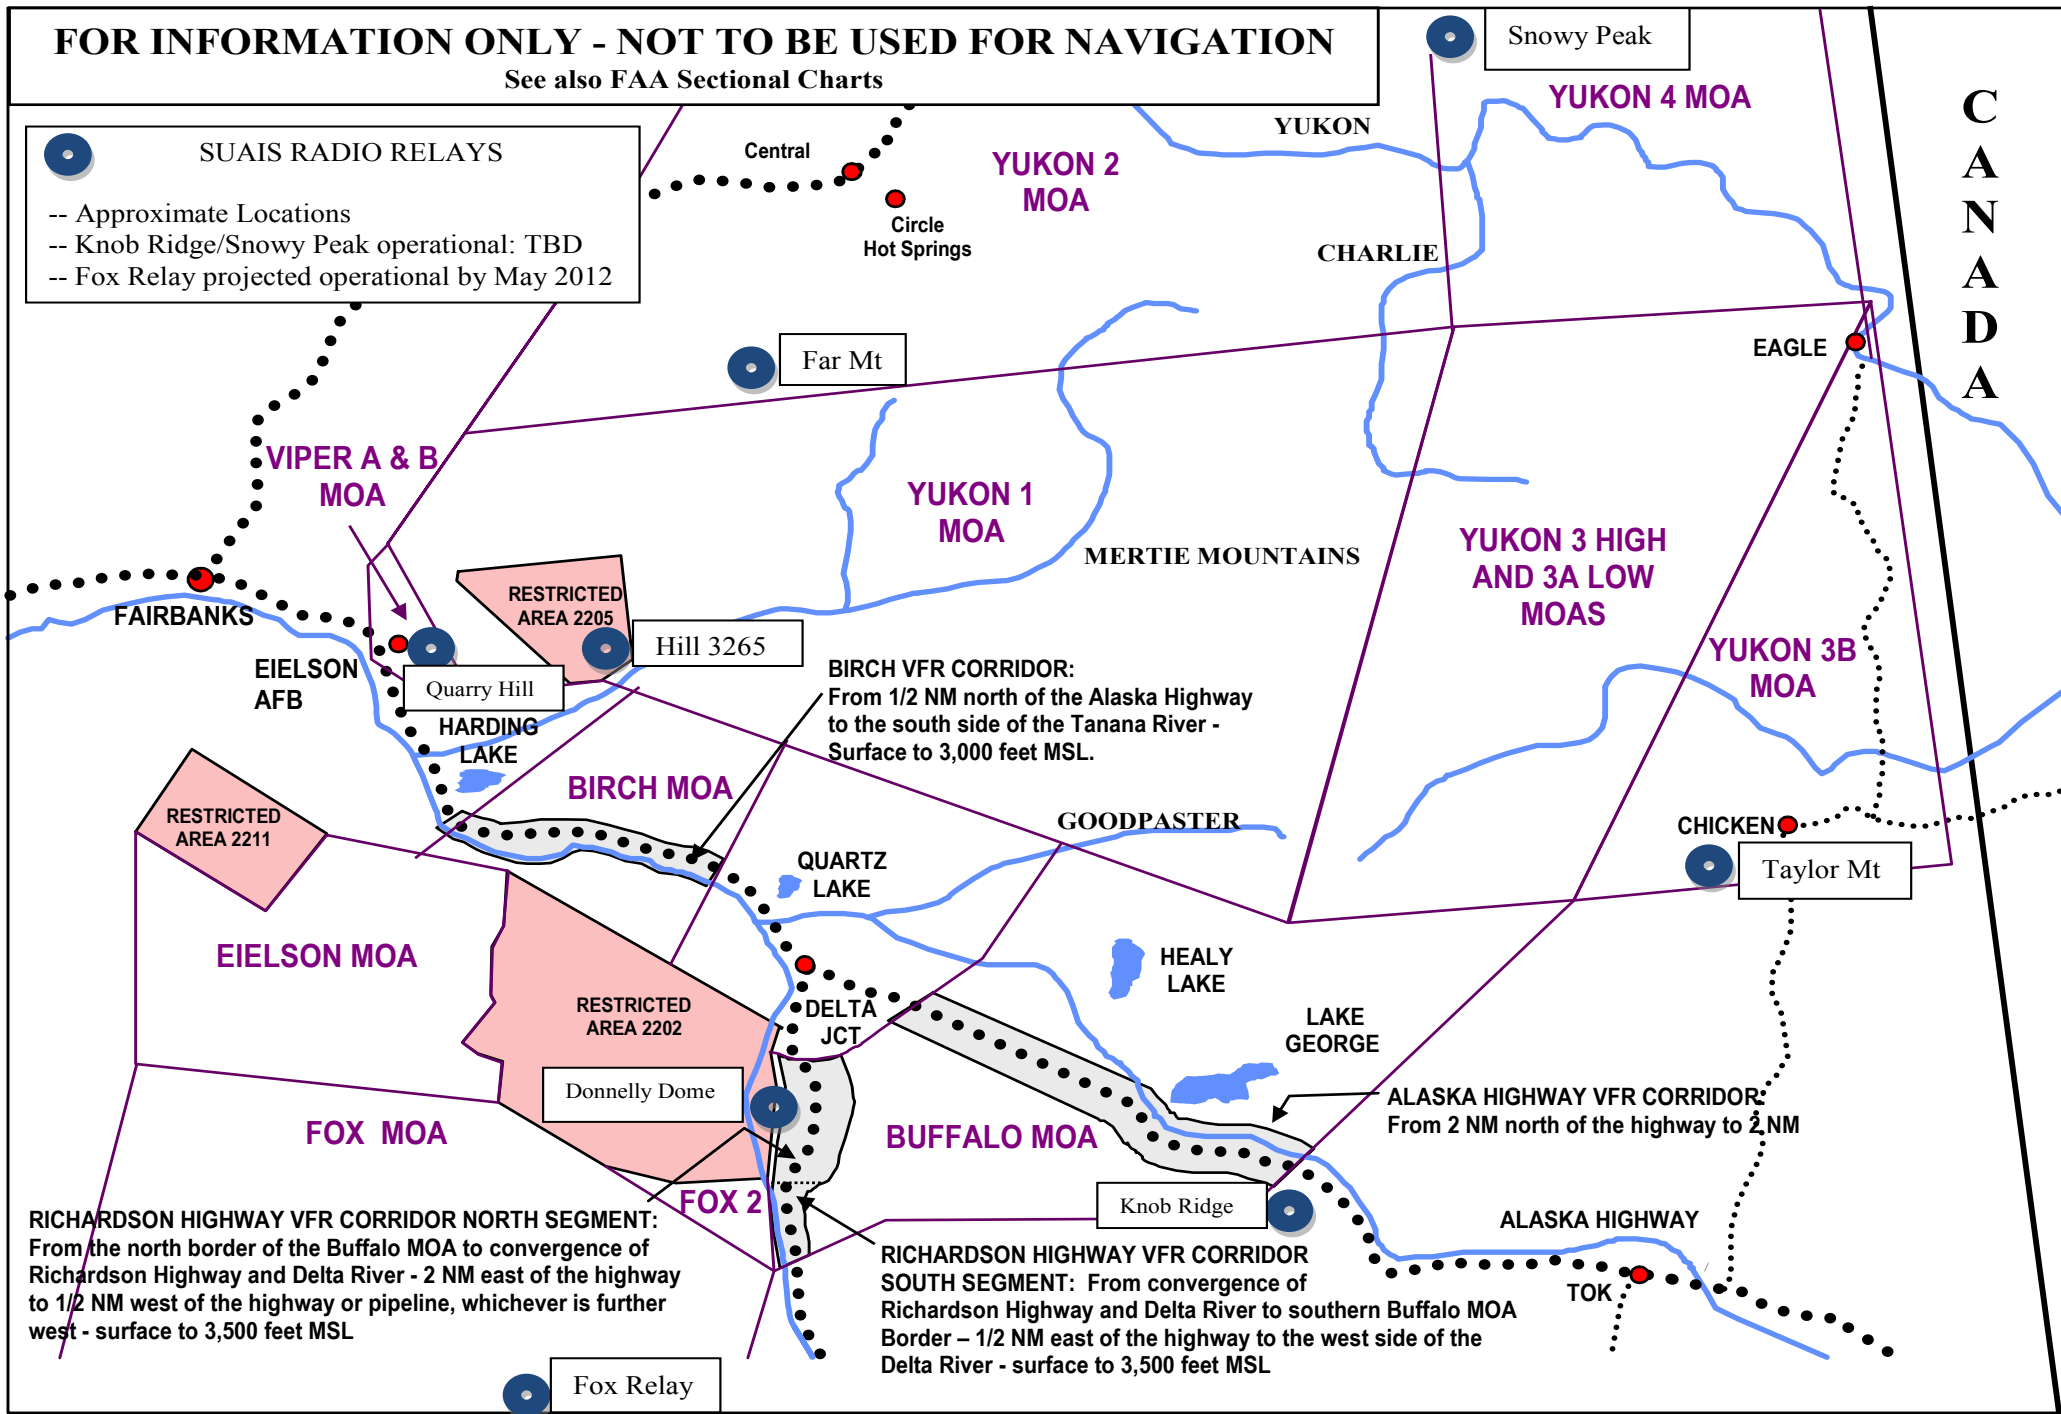 FOR INFORMATION ONLY - NOT TO BE USED FOR NAVIGATION
See also FAA Sectional Charts
Snowy Peak
YUKON 4 MOA
C
A
N
A
D
A
SUAIS RADIO RELAYS
-- Approximate Locations
-- Knob Ridge/Snowy Peak operational: TBD
-- Fox Relay projected operational by May 2012
Central
Circle
Hot Springs
YUKON 2
MOA
YUKON
CHARLIE
Far Mt
EAGLE
VIPER A & B
MOA
YUKON 1
MOA
MERTIE MOUNTAINS
YUKON 3 HIGH
AND 3A LOW
MOAS
YUKON 3B
MOA
FAIRBANKS
RESTRICTED
AREA 2205
Hill 3265
EIELSON
AFB
Quarry Hill
HARDING
LAKE
BIRCH VFR CORRIDOR:
From 1/2 NM north of the Alaska Highway
to the south side of the Tanana River -
Surface to 3,000 feet MSL.
BIRCH MOA
RESTRICTED
AREA 2211
GOODPASTER
CHICKEN
Taylor Mt
QUARTZ
LAKE
EIELSON MOA
HEALY
LAKE
RESTRICTED
AREA 2202
DELTA
JCT
LAKE
GEORGE
Donnelly Dome
FOX MOA
BUFFALO MOA
ALASKA HIGHWAY VFR CORRIDOR
From 2 NM north of the highway to 2 NM
FOX 2
Knob Ridge
RICHARDSON HIGHWAY VFR CORRIDOR NORTH SEGMENT:
From the north border of the Buffalo MOA to convergence of
Richardson Highway and Delta River - 2 NM east of the highway
to 1/2 NM west of the highway or pipeline, whichever is further
west - surface to 3,500 feet MSL
RICHARDSON HIGHWAY VFR CORRIDOR
SOUTH SEGMENT: From convergence of
Richardson Highway and Delta River to southern Buffalo MOA
Border – 1/2 NM east of the highway to the west side of the
Delta River - surface to 3,500 feet MSL
ALASKA HIGHWAY
TOK
Fox Relay